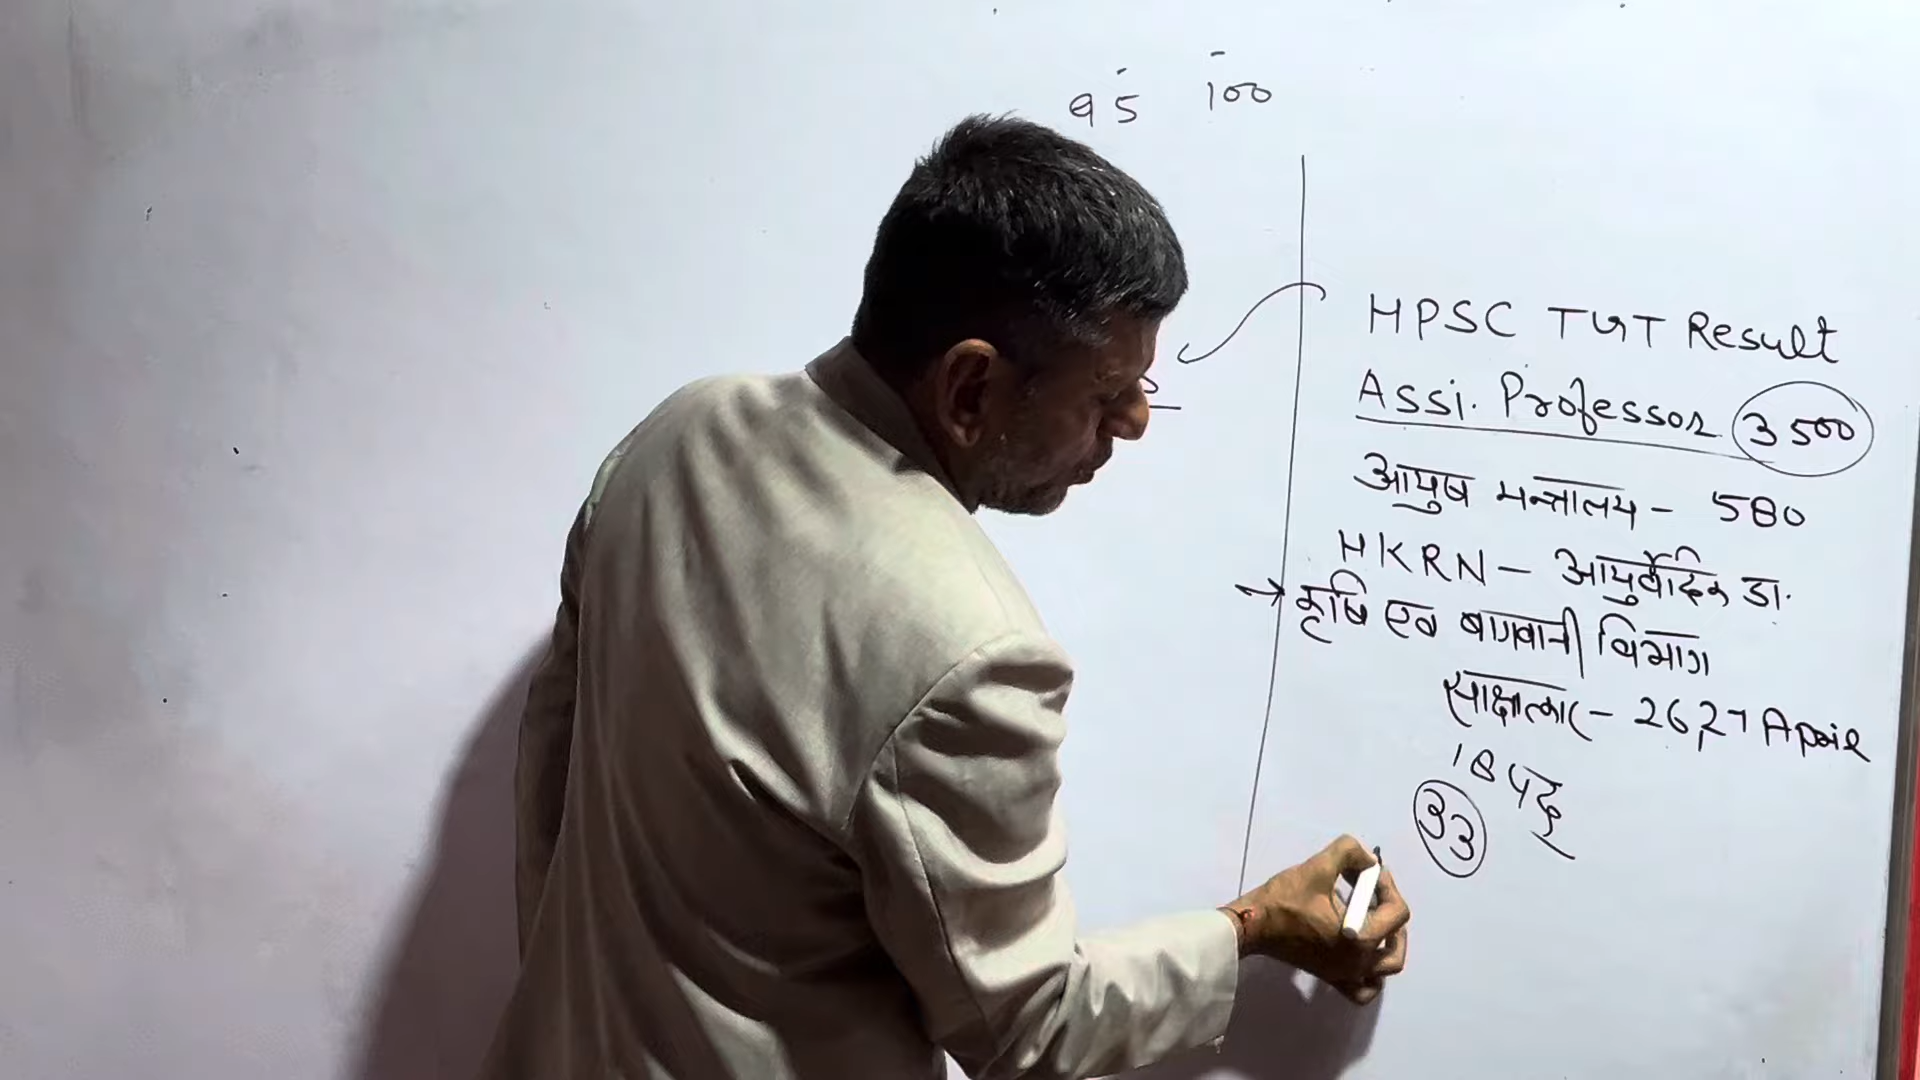 95 100
HPSC TGT Result
Assi. Professor 3500
आयुष मन्त्रालय - 580
HKRN - आयुर्वेदिक डा.
→ कृषि एव बागवानी विभाग
साक्षात्कार - 26,27 April
18 पद
33